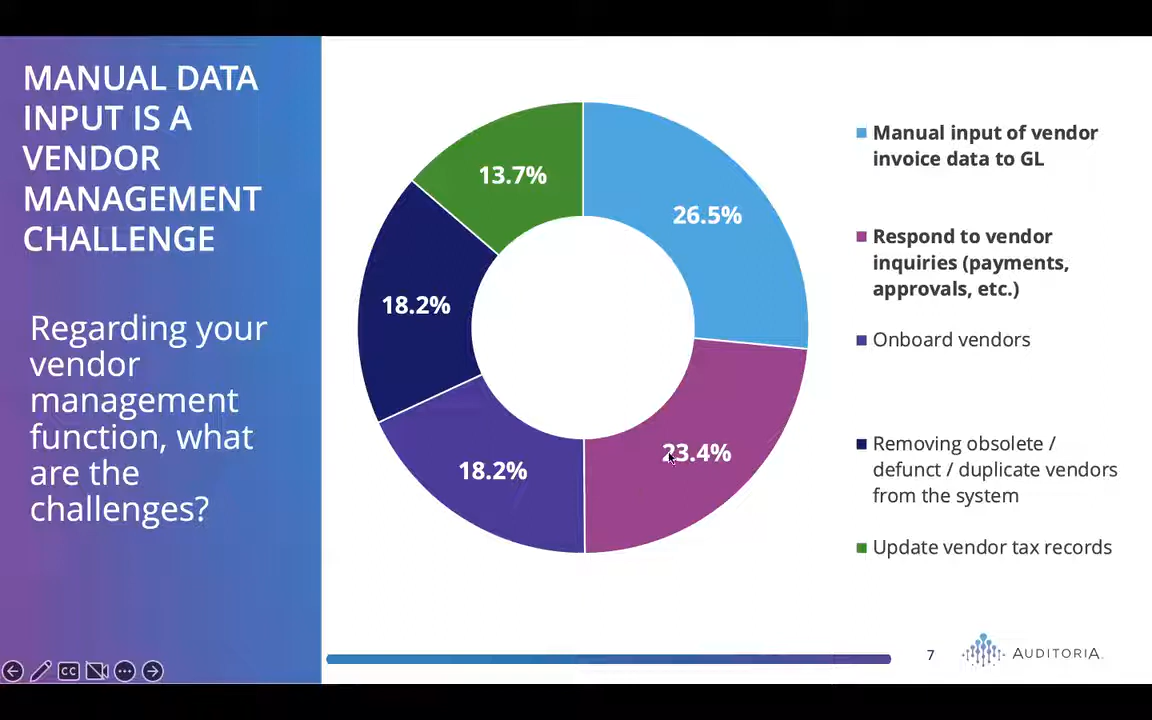 MANUAL DATA
INPUT IS A
VENDOR
MANAGEMENT
CHALLENGE
Regarding your
vendor
management
function, what
are the
challenges?
13.7%
26.5%
18.2%
23.4%
18.2%
Manual input of vendor
invoice data to GL
Respond to vendor
inquiries (payments,
approvals, etc.)
Onboard vendors
Removing obsolete /
defunct / duplicate vendors
from the system
Update vendor tax records
CC
7
AUDITORIA.